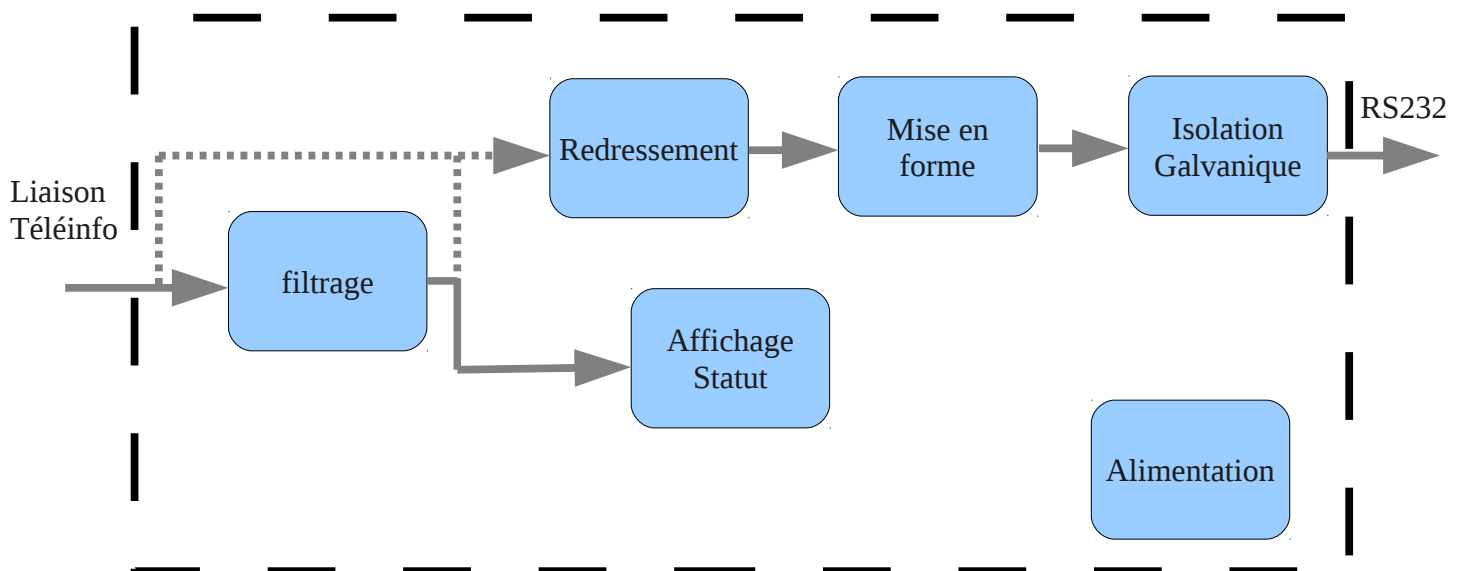 Liaison
Téléinfo
filtrage
Redressement
Mise en
forme
Isolation
Galvanique
RS232
Affichage
Statut
Alimentation